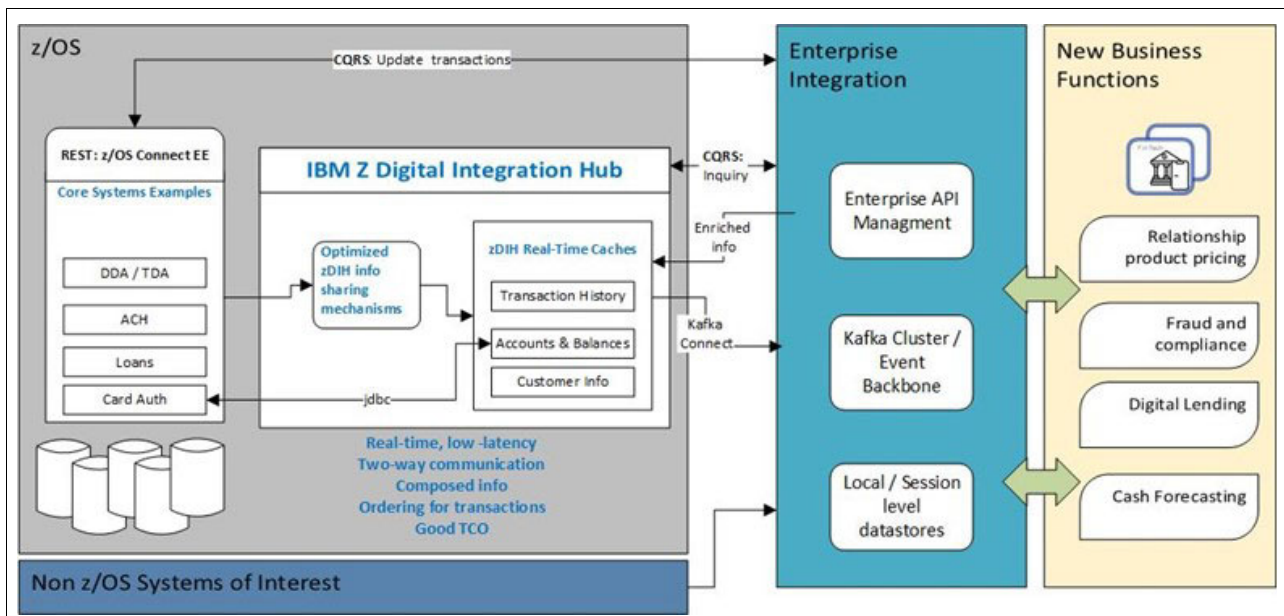 z/OS
CQRS: Update transactions
REST: z/OS Connect EE
Core Systems Examples
DDA / TDA
ACH
Loans
Card Auth
IBM Z Digital Integration Hub
Optimized
zDIH info
sharing
mechanisms
zDIH Real-Time Caches
Transaction History
Accounts & Balances
Customer Info
jdbc
Real-time, low -latency
Two-way communication
Composed info
Ordering for transactions
Good TCO
Non z/OS Systems of Interest
CQRS:
Inquiry
Enriched
info
Kafka
Connect
Enterprise
Integration
Enterprise API
Managment
Kafka Cluster /
Event
Backbone
Local / Session
level
datastores
New Business
Functions
Relationship
product pricing
Fraud and
compliance
Digital Lending
Cash Forecasting